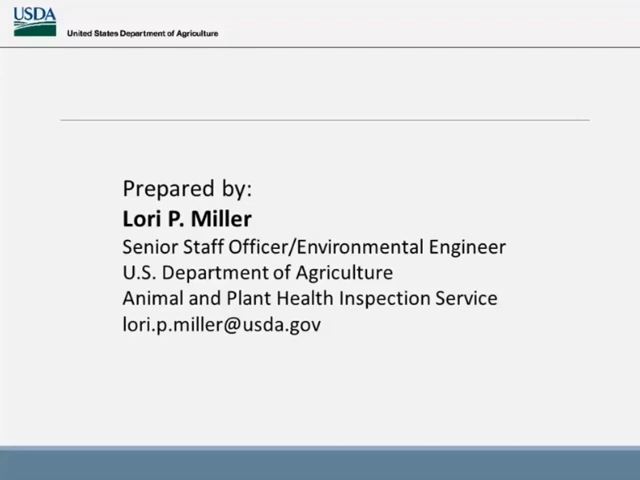 USDA
United States Department of Agriculture
Prepared by:
Lori P. Miller
Senior Staff Officer/Environmental Engineer
U.S. Department of Agriculture
Animal and Plant Health Inspection Service
lori.p.miller@usda.gov